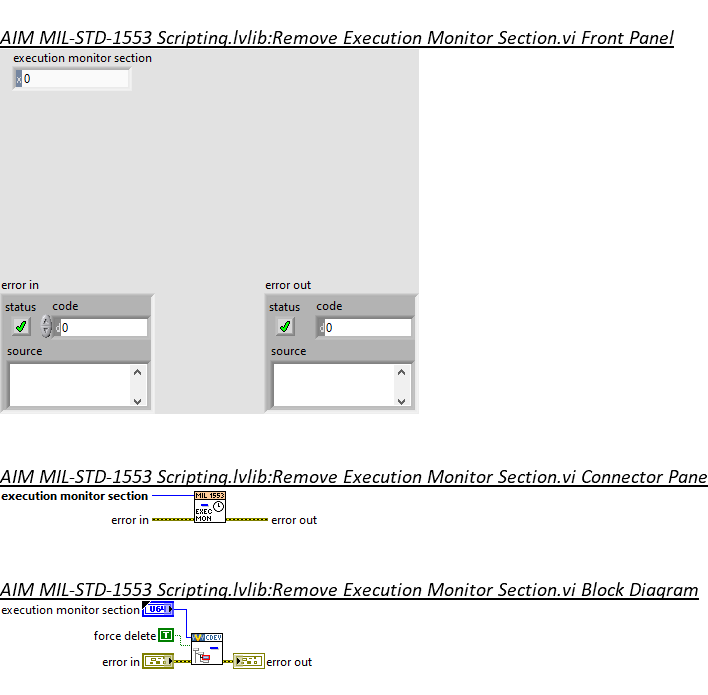 AIM MIL-STD-1553 Scripting.lvlib:Remove Execution Monitor Section.vi Front Panel
execution monitor section
x 0
error in
error out
status code
status code
d 0
d 0
source
source
AIM MIL-STD-1553 Scripting.lvlib:Remove Execution Monitor Section.vi Connector Pane
execution monitor section
MIL 1553
EXEC
MON
error in
error out
AIM MIL-STD-1553 Scripting.lvlib:Remove Execution Monitor Section.vi Block Diagram
execution monitor section U64
force delete T
CDEV
error in
error out